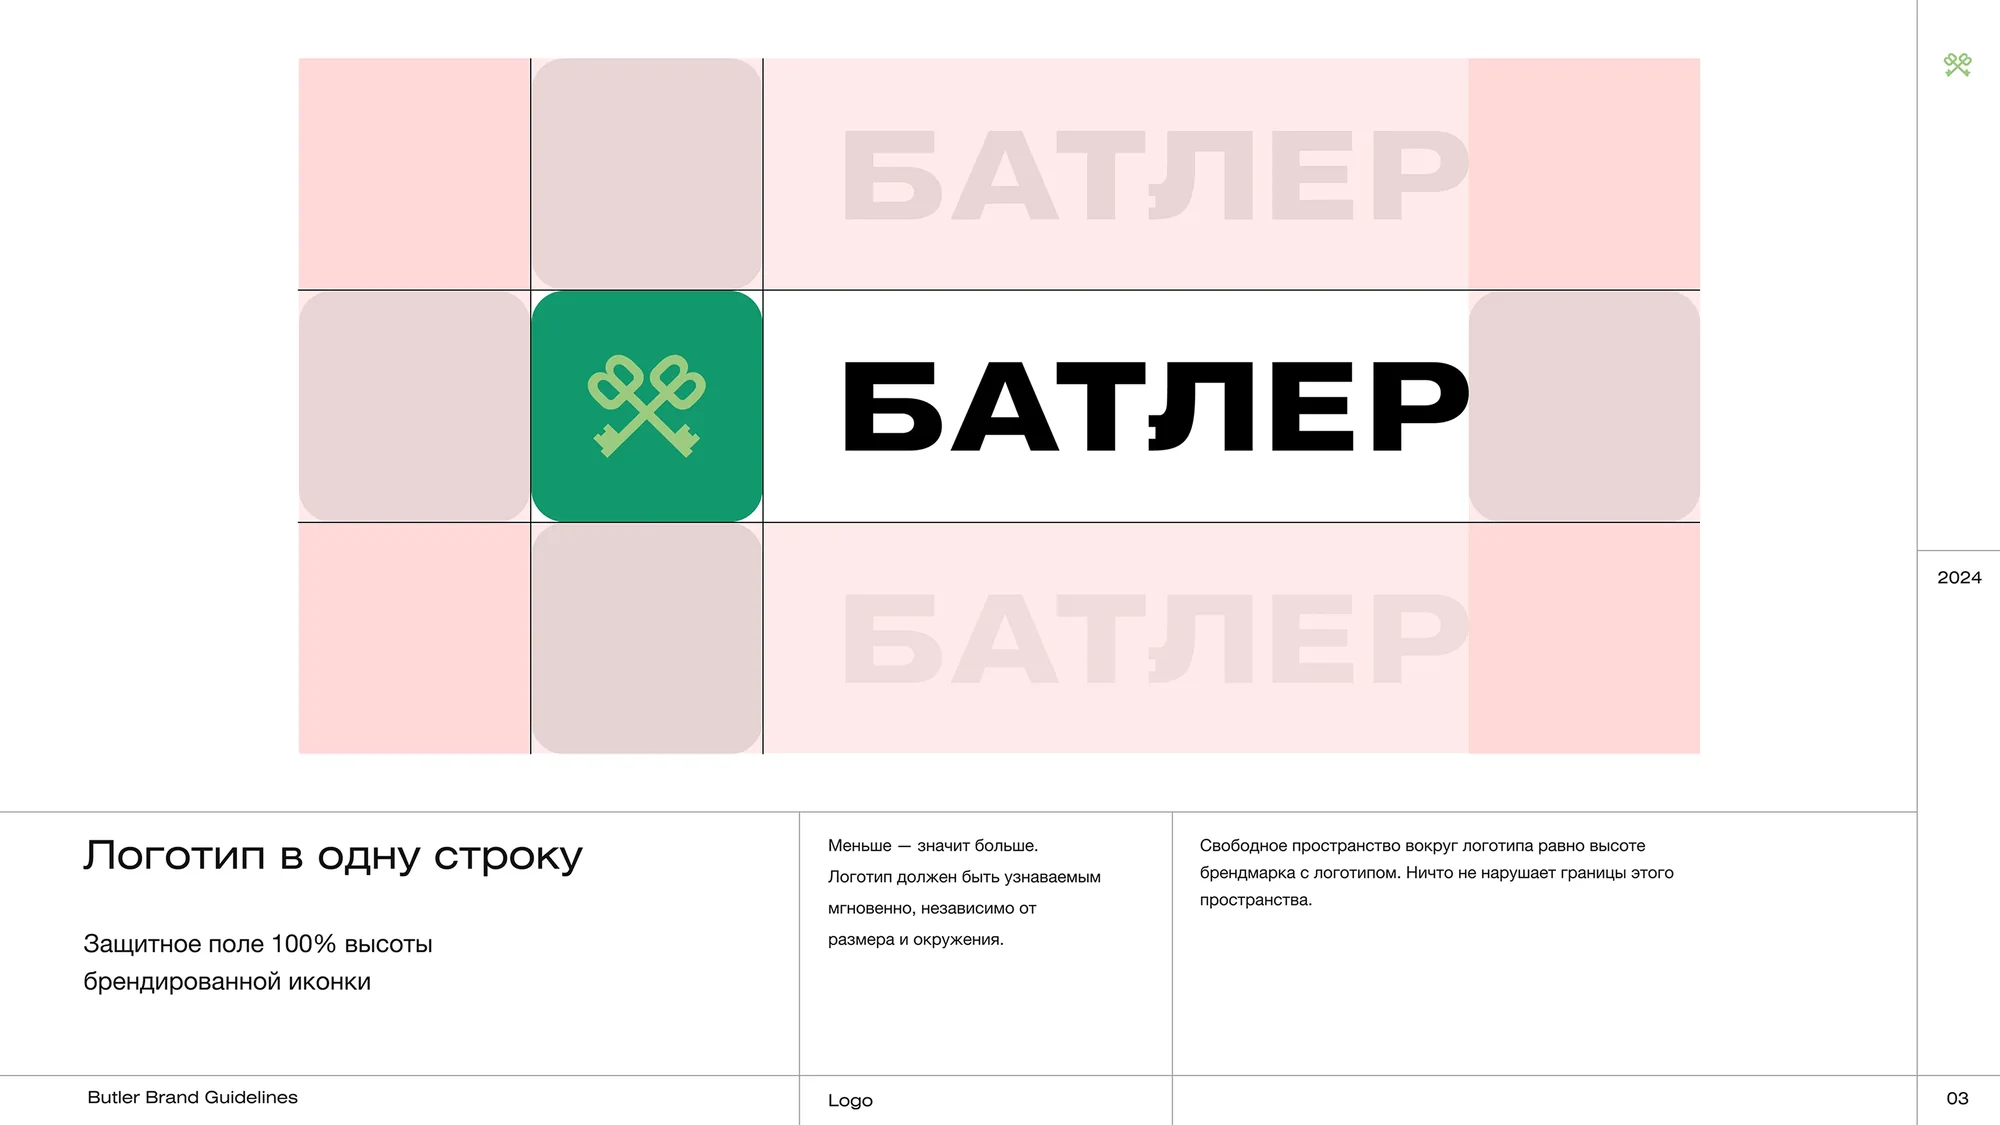 БАТЛЕР
БАТЛЕР
БАТЛЕР
2024
Логотип в одну строку
Защитное поле 100% высоты
брендированной иконки
Меньше — значит больше.
Логотип должен быть узнаваемым
мгновенно, независимо от
размера и окружения.
Свободное пространство вокруг логотипа равно высоте
брендмарка с логотипом. Ничто не нарушает границы этого
пространства.
Butler Brand Guidelines
Logo
03